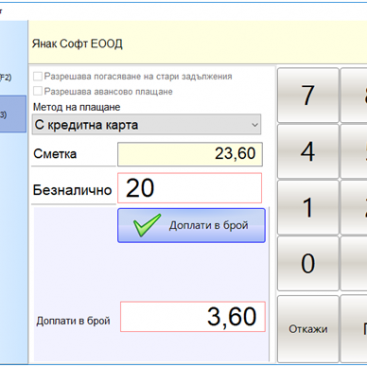 Янак Софт ЕООД
F2)
Разрешава погасяване на стари задължения
Разрешава авансово плащане
3)
Метод на плащане
С кредитна карта
7
Сметка
23,60
4
Безналично
20
1
Доплати в брой
0
Доплати в брой
3,60
Откажи